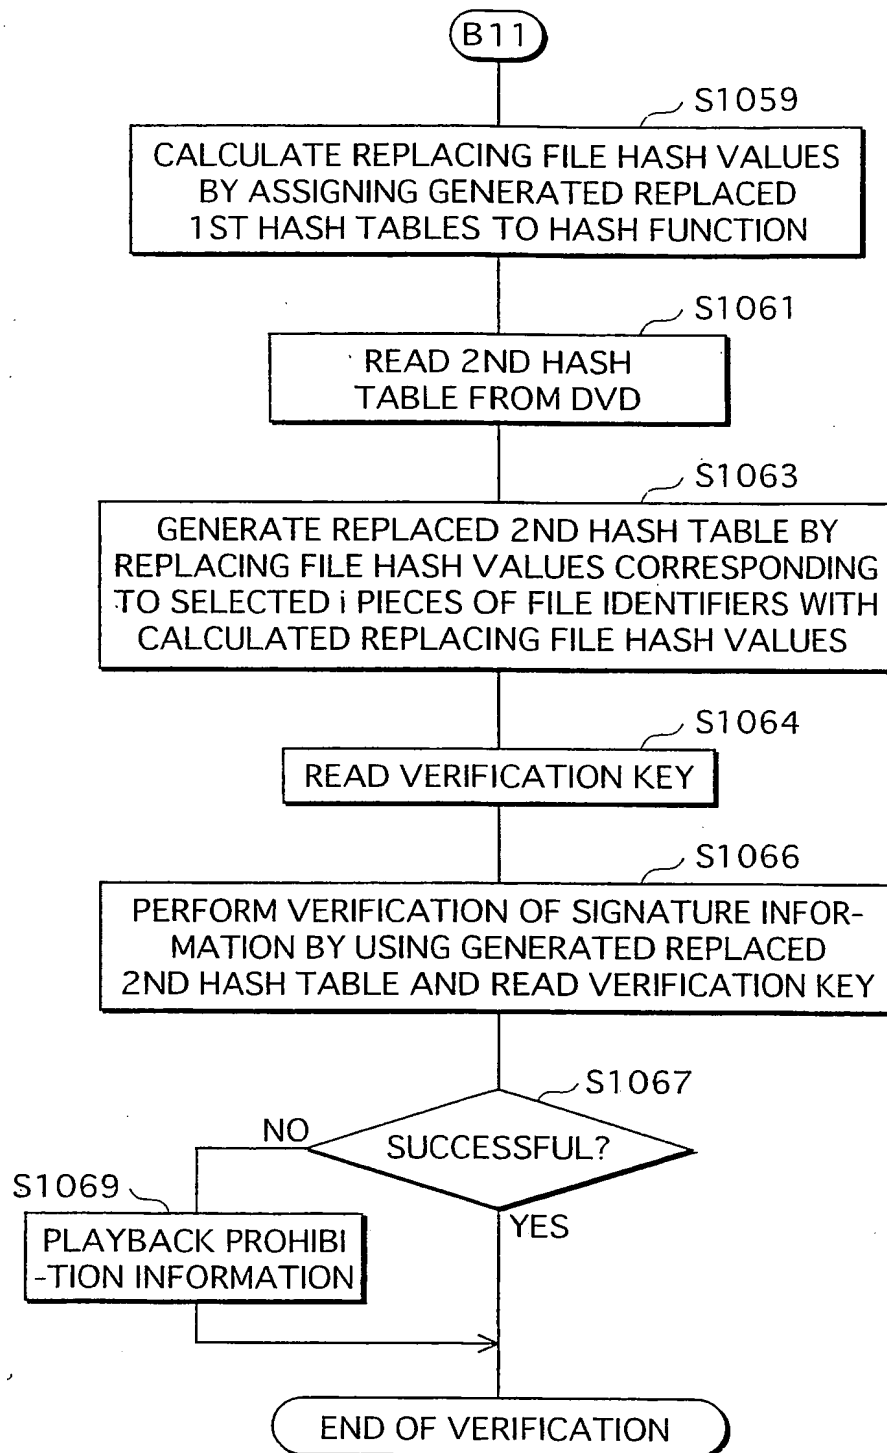 B11
S1059
CALCULATE REPLACING FILE HASH VALUES
BY ASSIGNING GENERATED REPLACED
1ST HASH TABLES TO HASH FUNCTION
S1061
READ 2ND HASH
TABLE FROM DVD
S1063
GENERATE REPLACED 2ND HASH TABLE BY
REPLACING FILE HASH VALUES CORRESPONDING
TO SELECTED i PIECES OF FILE IDENTIFIERS WITH
CALCULATED REPLACING FILE HASH VALUES
S1064
READ VERIFICATION KEY
S1066
PERFORM VERIFICATION OF SIGNATURE INFOR-
MATION BY USING GENERATED REPLACED
2ND HASH TABLE AND READ VERIFICATION KEY
S1067
NO
SUCCESSFUL?
S1069
YES
PLAYBACK PROHIBI
-TION INFORMATION
END OF VERIFICATION